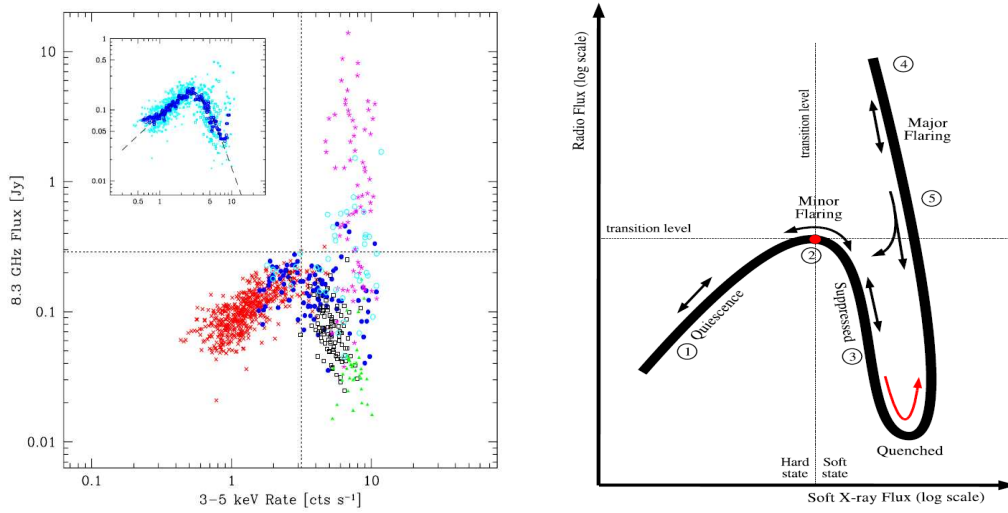 10
1
0.1
0.01
8.3 GHz Flux [Jy]
0.1
1
10
3−5 keV Rate [cts s⁻¹]
1
0.5
0.1
0.05
0.01
0.5
1
5
10
Radio Flux (log scale)
transition level
transition level
4
Major
Flaring
5
Minor
Flaring
2
Quiescence
1
Suppressed
3
Quenched
Hard
state
Soft
state
Soft X-ray Flux (log scale)